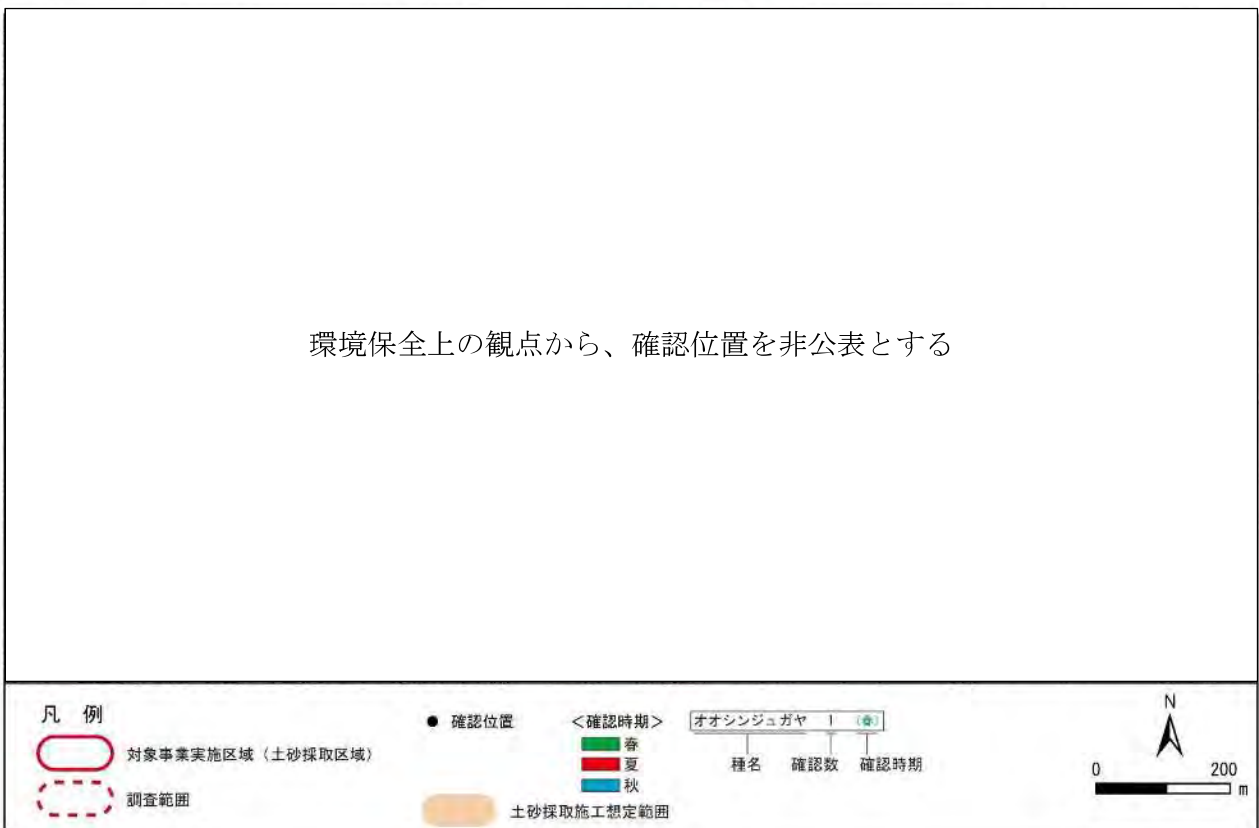 環境保全上の観点から、確認位置を非公表とする
凡 例
対象事業実施区域（土砂採取区域）
調査範囲
● 確認位置
＜確認時期＞
春
夏
秋
土砂採取施工想定範囲
オオシンジュガヤ 1 (春)
種名 確認数 確認時期
N
0 200
m